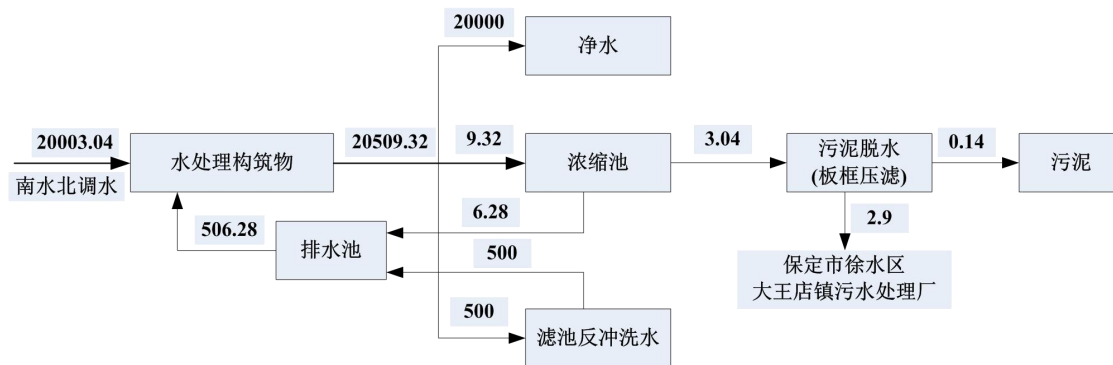 20000
净水
20003.04
南水北调水
水处理构筑物
20509.32
9.32
浓缩池
3.04
污泥脱水
(板框压滤)
0.14
污泥
6.28
2.9
506.28
排水池
500
保定市徐水区
大王店镇污水处理厂
500
滤池反冲洗水